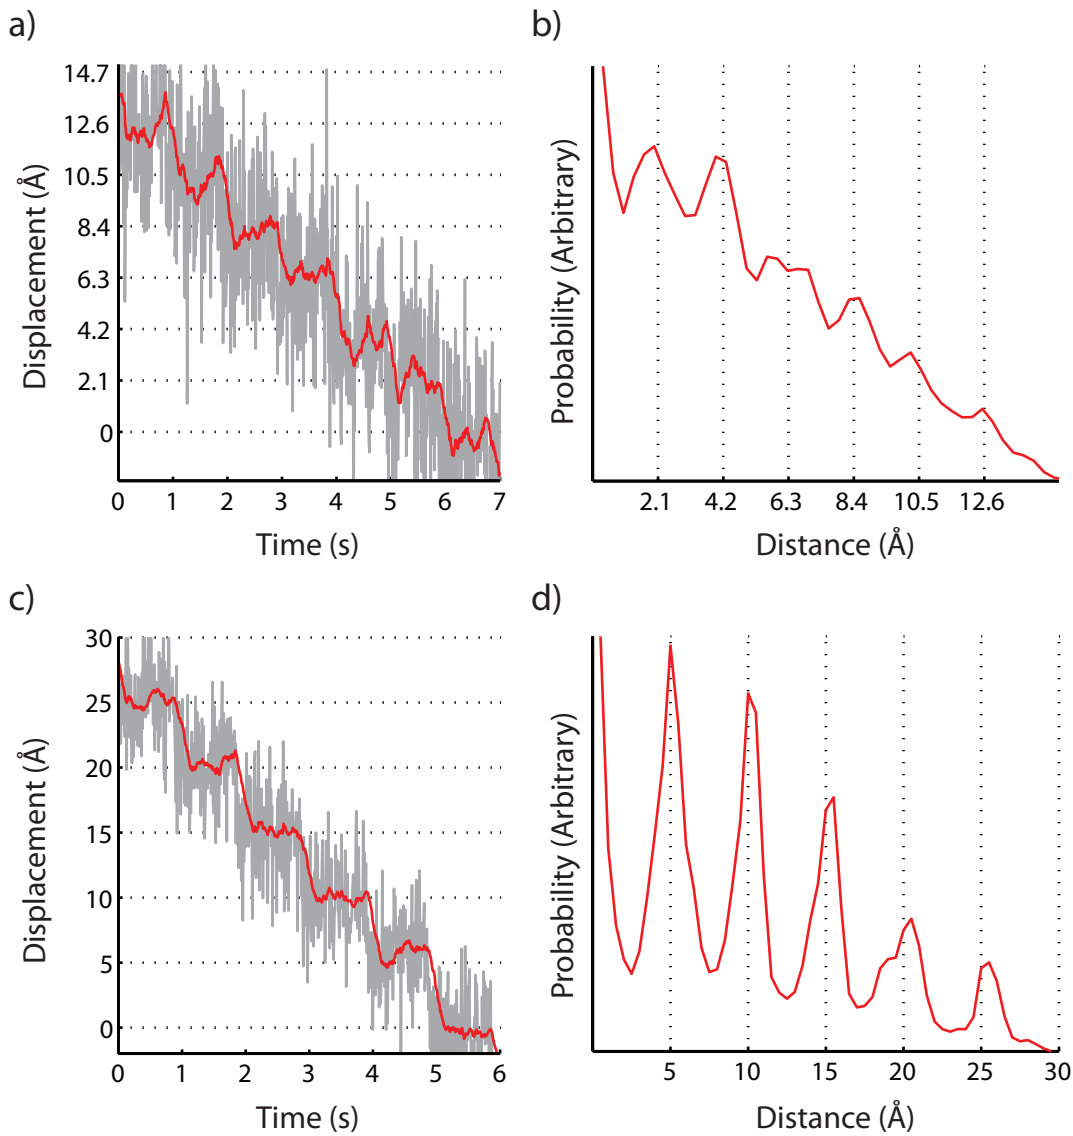 a)
14.7
12.6
10.5
8.4
6.3
4.2
2.1
0
Displacement (Å)
0 1 2 3 4 5 6 7
Time (s)
b)
Probability (Arbitrary)
2.1 4.2 6.3 8.4 10.5 12.6
Distance (Å)
c)
30
25
20
15
10
5
0
Displacement (Å)
0 1 2 3 4 5 6
Time (s)
d)
Probability (Arbitrary)
5 10 15 20 25 30
Distance (Å)